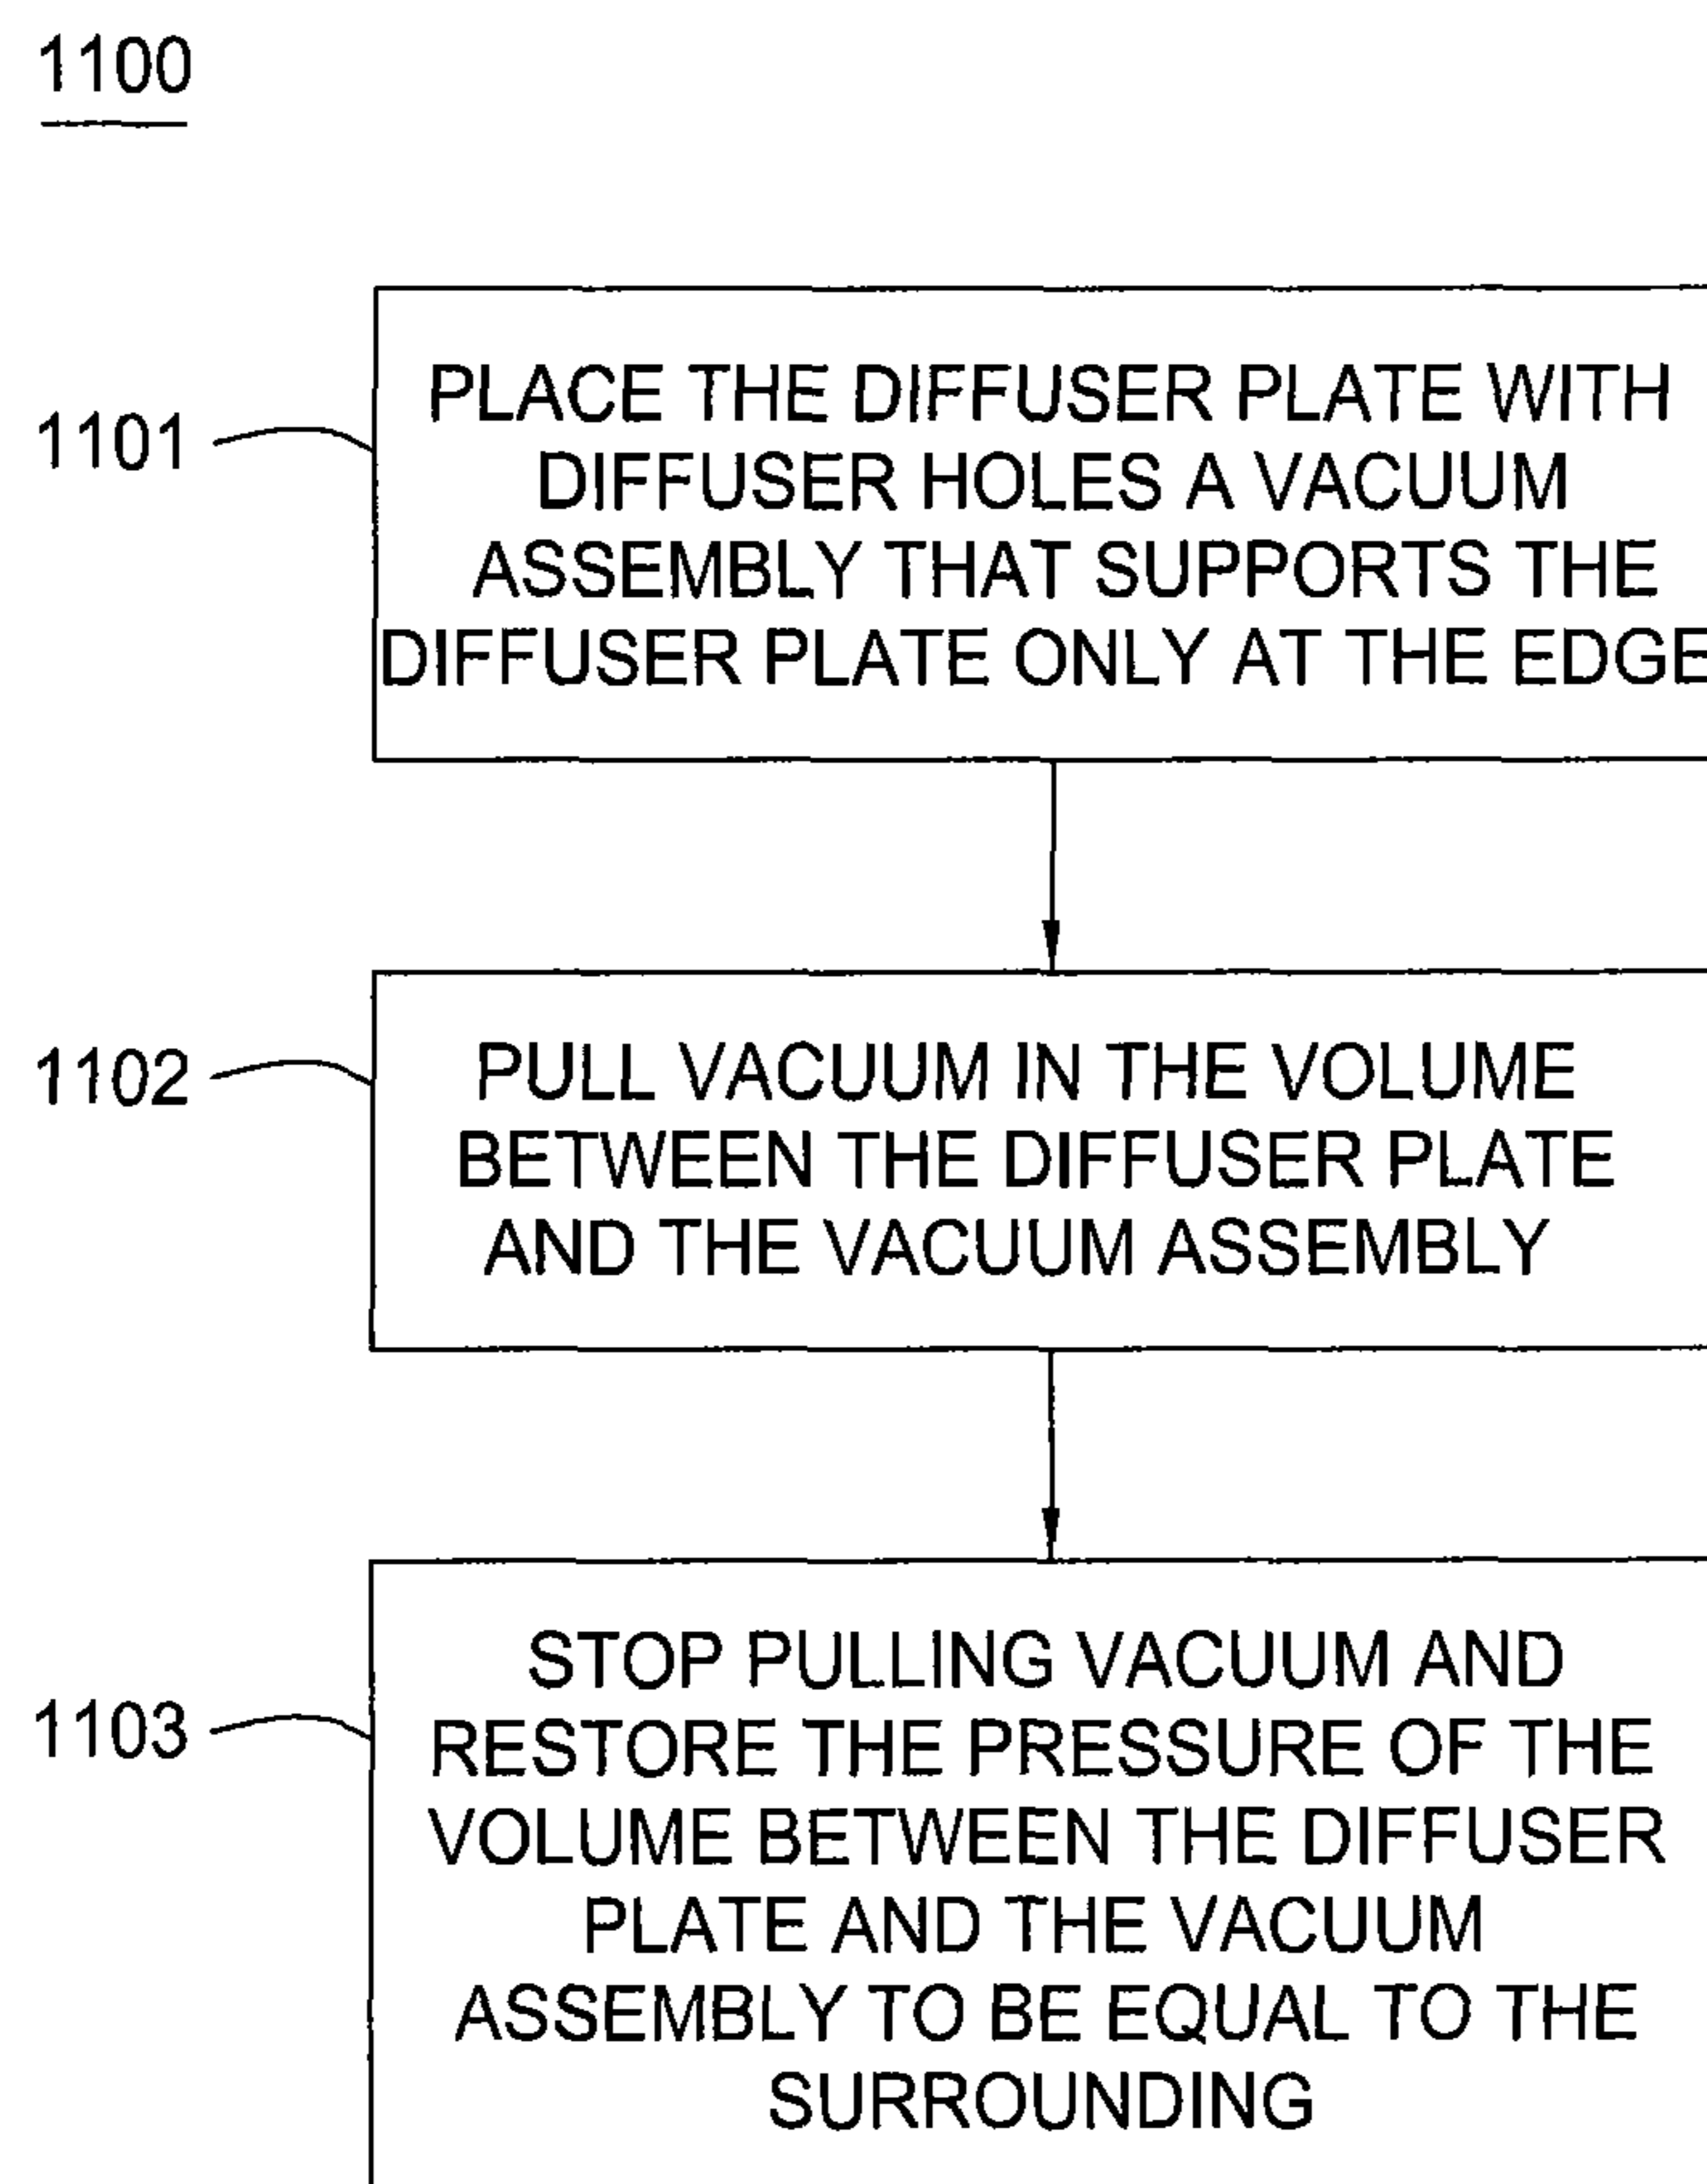 1100
1101
PLACE THE DIFFUSER PLATE WITH
DIFFUSER HOLES A VACUUM
ASSEMBLY THAT SUPPORTS THE
DIFFUSER PLATE ONLY AT THE EDGE
1102
PULL VACUUM IN THE VOLUME
BETWEEN THE DIFFUSER PLATE
AND THE VACUUM ASSEMBLY
1103
STOP PULLING VACUUM AND
RESTORE THE PRESSURE OF THE
VOLUME BETWEEN THE DIFFUSER
PLATE AND THE VACUUM
ASSEMBLY TO BE EQUAL TO THE
SURROUNDING